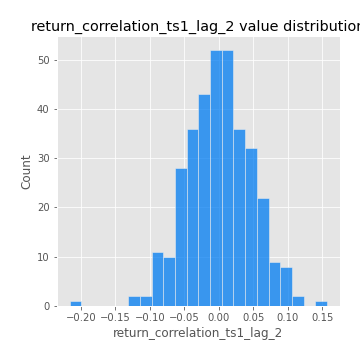 return_correlation_ts1_lag_2 value distribution
50
40
30
20
10
0
Count
−0.20 −0.15 −0.10 −0.05 0.00 0.05 0.10 0.15
return_correlation_ts1_lag_2